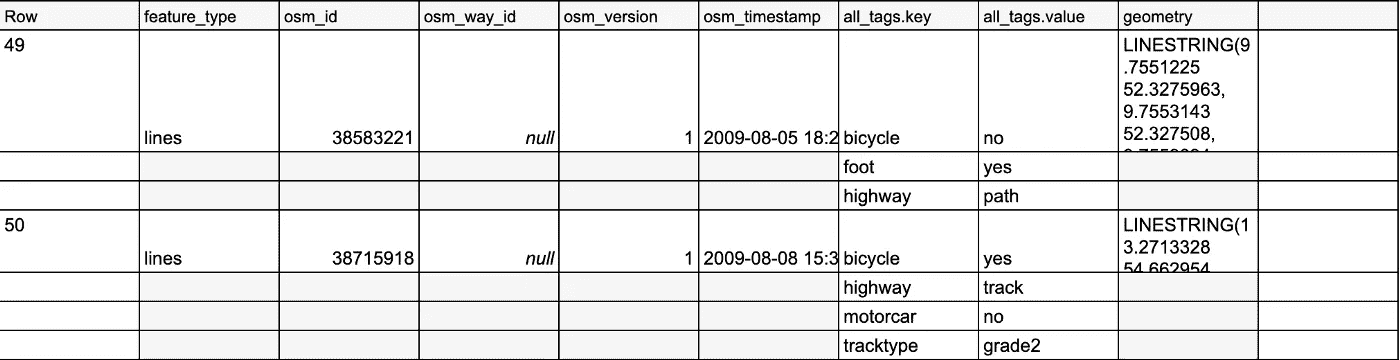 Row feature_type osm_id osm_way_id osm_version osm_timestamp all_tags.key all_tags.value geometry
49 LINESTRING(9
.7551225
52.3275963,
9.7553143
52.327508,
lines 38583221 null 1 2009-08-05 18:2 bicycle no
foot yes
highway path
50 LINESTRING(1
3.2713328
54.662954
lines 38715918 null 1 2009-08-08 15:3 bicycle yes
highway track
motorcar no
tracktype grade2